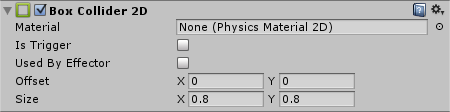 Box Collider 2D
Material None (Physics Material 2D)
Is Trigger
Used By Effector
Offset X 0 Y 0
Size X 0.8 Y 0.8